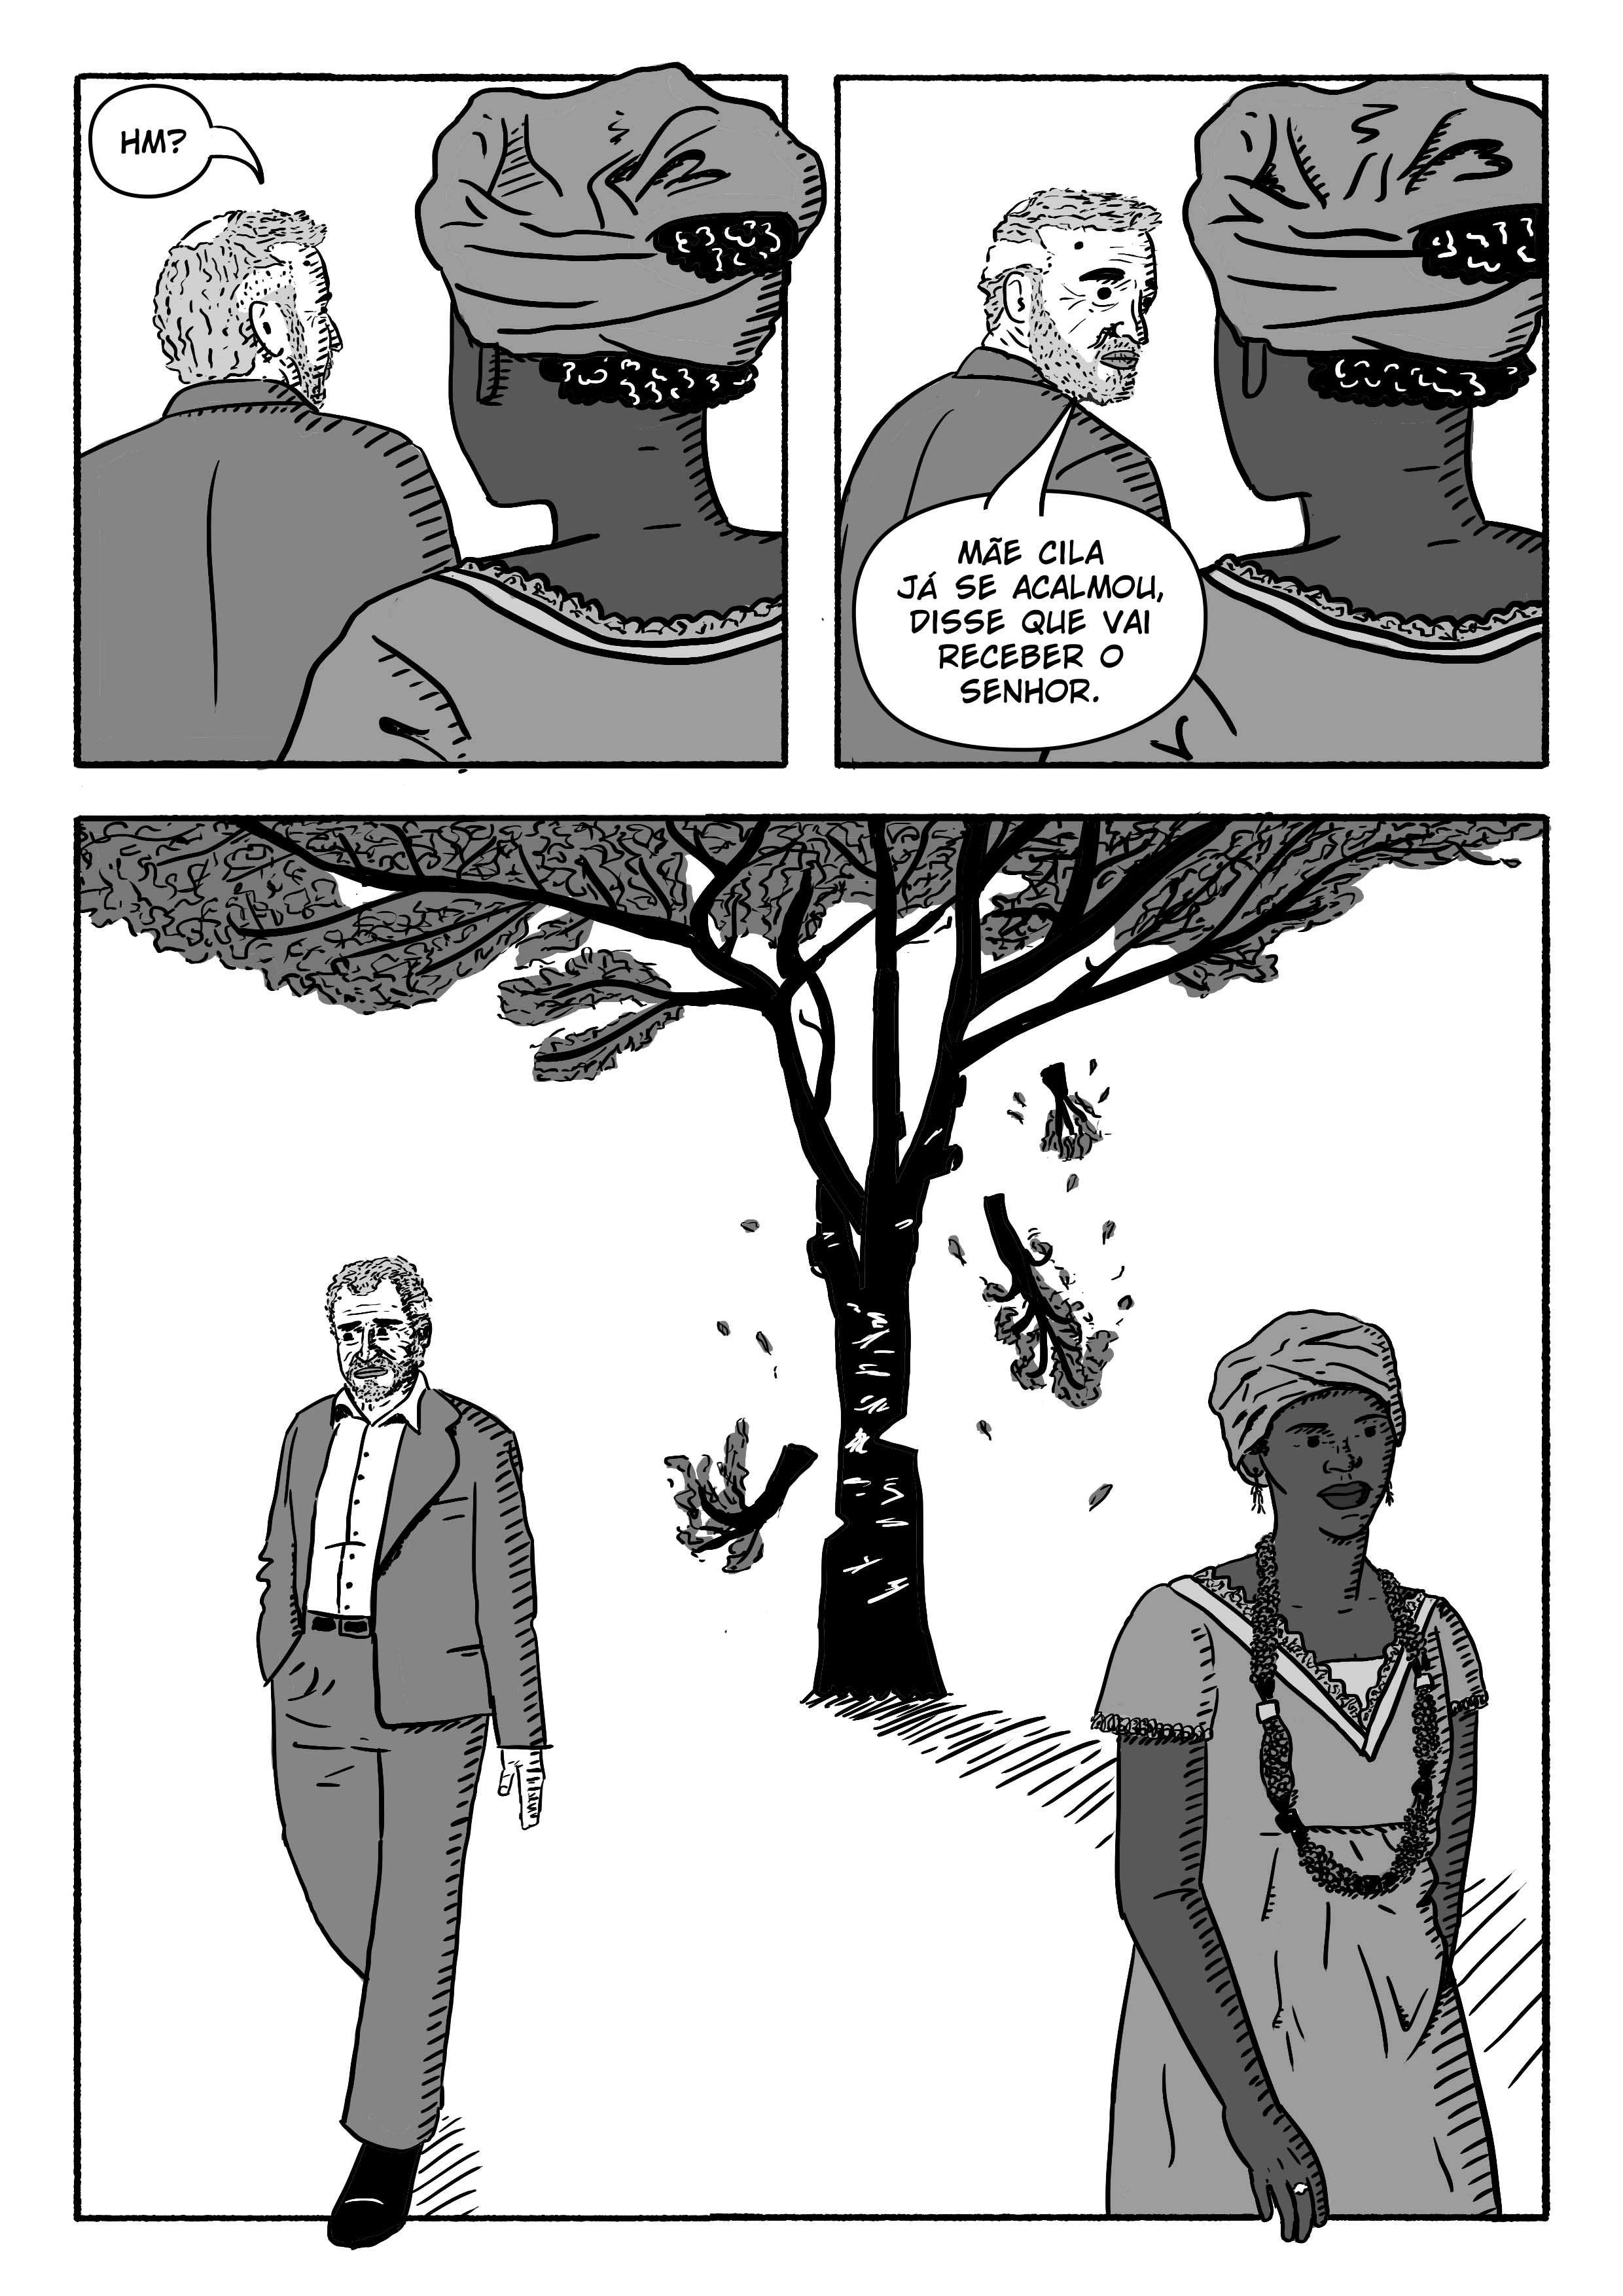 HM?
MÃE CILA
JÁ SE ACALMOU,
DISSE QUE VAI
RECEBER O
SENHOR.